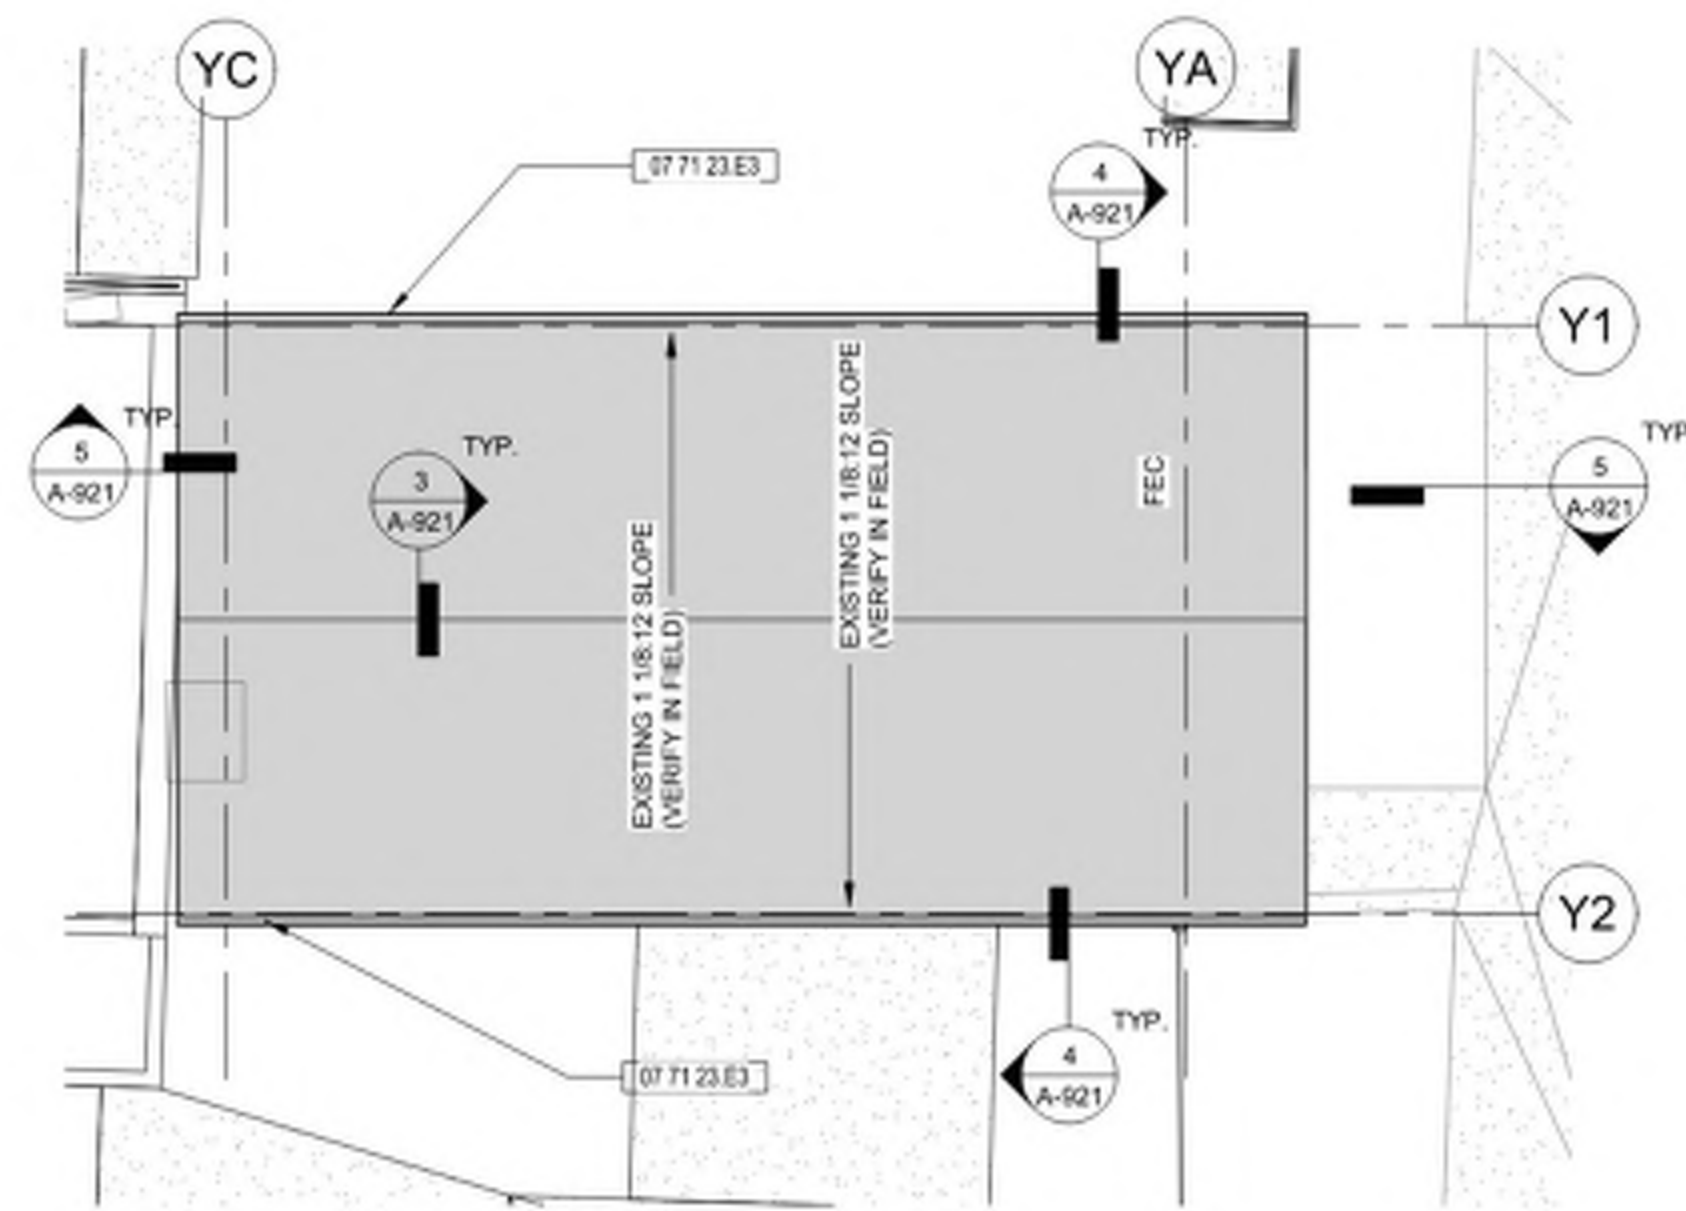 YC
YA
07 71 23.E3
TYP.
4
A-921
Y1
TYP.
5
A-921
TYP.
3
A-921
EXISTING 1 1/8:12 SLOPE
(VERIFY IN FIELD)
EXISTING 1 1/8:12 SLOPE
(VERIFY IN FIELD)
FEC
TYP
5
A-921
Y2
07 71 23.E3
TYP.
4
A-921